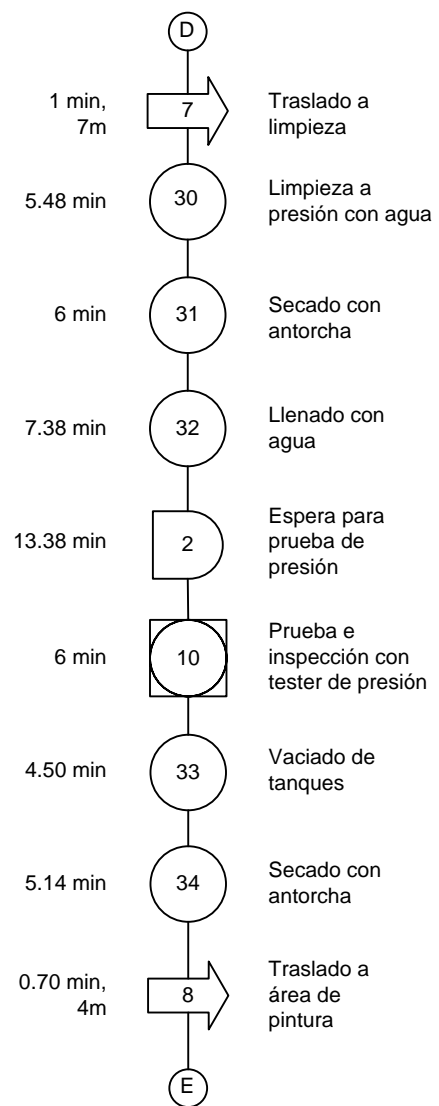 D
1 min,
7m
7
Traslado a
limpieza
5.48 min
30
Limpieza a
presión con agua
6 min
31
Secado con
antorcha
7.38 min
32
Llenado con
agua
13.38 min
2
Espera para
prueba de
presión
6 min
10
Prueba e
inspección con
tester de presión
4.50 min
33
Vaciado de
tanques
5.14 min
34
Secado con
antorcha
0.70 min,
4m
8
Traslado a
área de
pintura
E